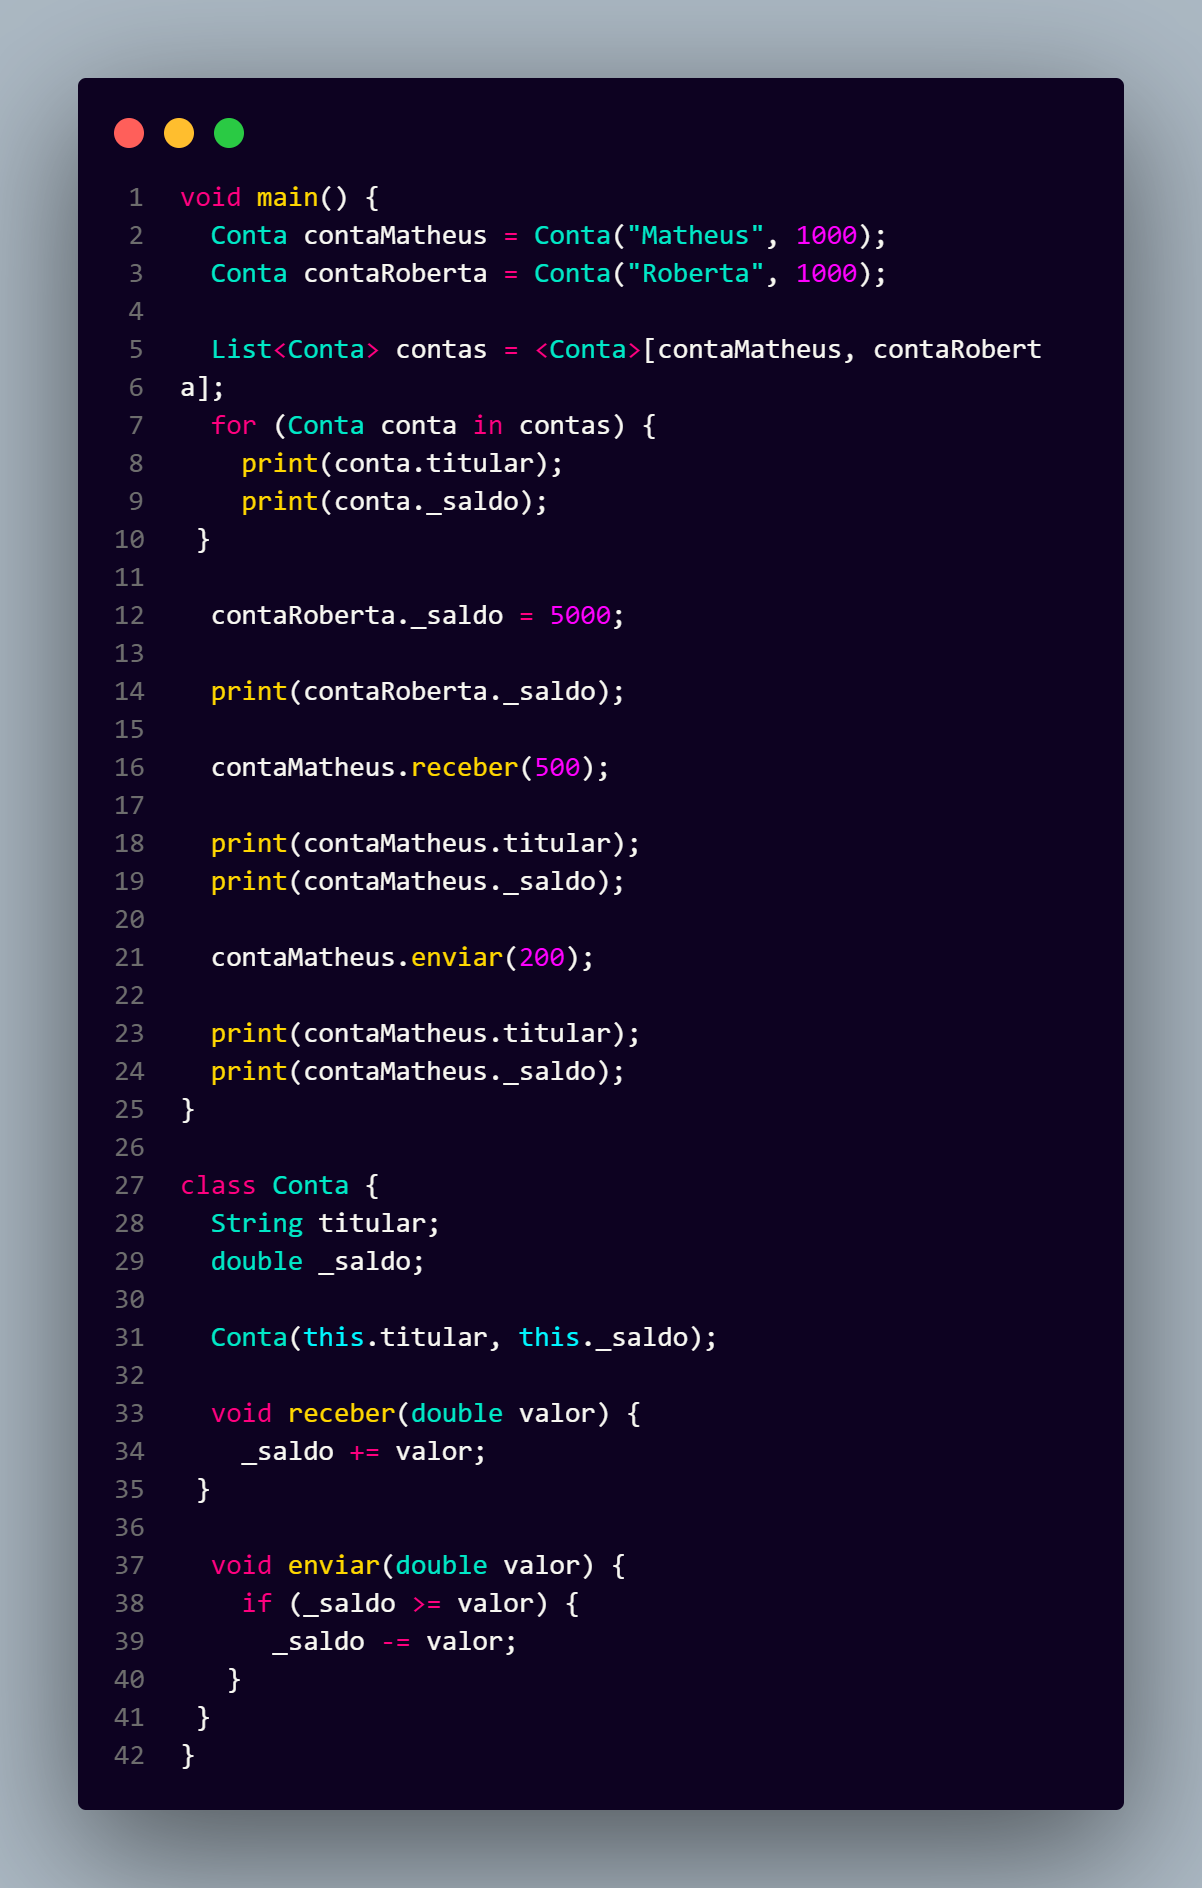 1 void main() {
2   Conta contaMatheus = Conta("Matheus", 1000);
3   Conta contaRoberta = Conta("Roberta", 1000);
4
5   List<Conta> contas = <Conta>[contaMatheus, contaRobert
6 a];
7     for (Conta conta in contas) {
8     print(conta.titular);
9     print(conta._saldo);
10  }
11
12   contaRoberta._saldo = 5000;
13
14   print(contaRoberta._saldo);
15
16   contaMatheus.receber(500);
17
18   print(contaMatheus.titular);
19   print(contaMatheus._saldo);
20
21   contaMatheus.enviar(200);
22
23   print(contaMatheus.titular);
24   print(contaMatheus._saldo);
25 }
26
27 class Conta {
28   String titular;
29   double _saldo;
30
31   Conta(this.titular, this._saldo);
32
33   void receber(double valor) {
34     _saldo += valor;
35  }
36
37   void enviar(double valor) {
38     if (_saldo >= valor) {
39       _saldo -= valor;
40    }
41  }
42 }